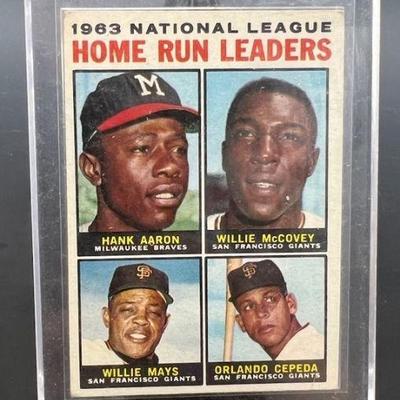 1963 NATIONAL LEAGUE
HOME RUN LEADERS
M
HANK AARON
MILWAUKEE BRAVES
WILLIE McCOVEY
SAN FRANCISCO GIANTS
SF
WILLIE MAYS
SAN FRANCISCO GIANTS
SF
ORLANDO CEPEDA
SAN FRANCISCO GIANTS